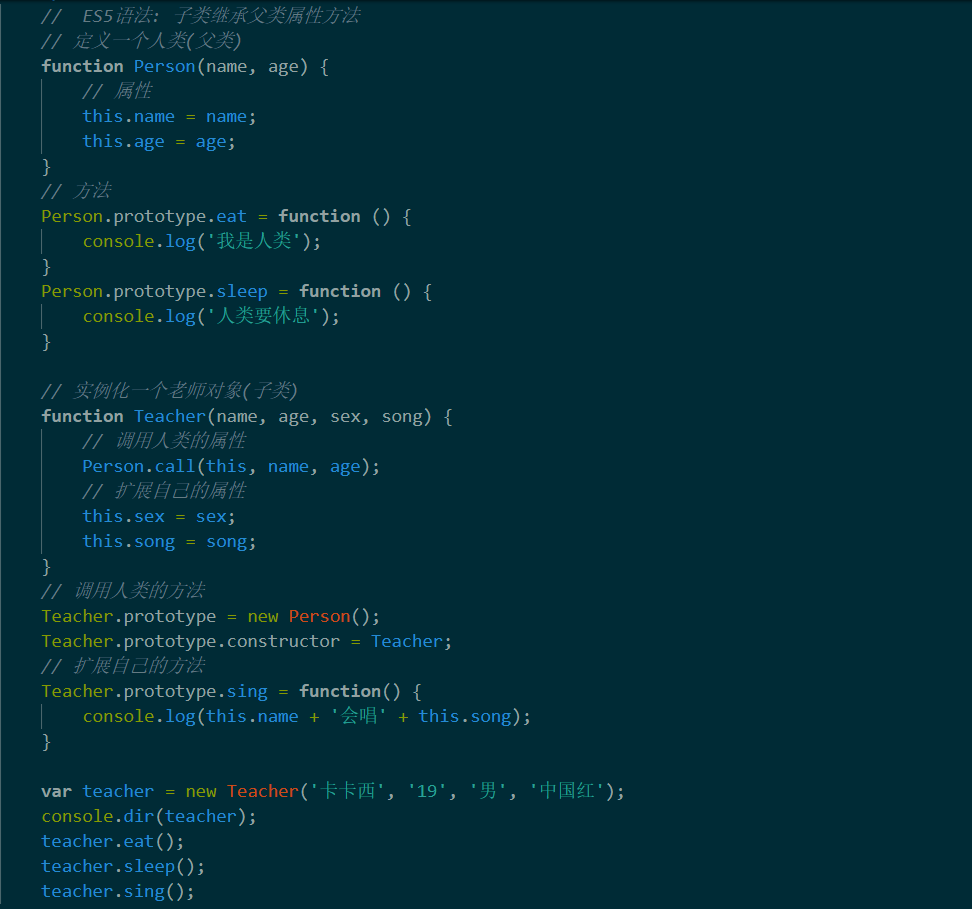 //  ES5语法: 子类继承父类属性方法
// 定义一个人类(父类)
function Person(name, age) {
    // 属性
    this.name = name;
    this.age = age;
}
// 方法
Person.prototype.eat = function () {
    console.log('我是人类');
}
Person.prototype.sleep = function () {
    console.log('人类要休息');
}

// 实例化一个老师对象(子类)
function Teacher(name, age, sex, song) {
    // 调用人类的属性
    Person.call(this, name, age);
    // 扩展自己的属性
    this.sex = sex;
    this.song = song;
}
// 调用人类的方法
Teacher.prototype = new Person();
Teacher.prototype.constructor = Teacher;
// 扩展自己的方法
Teacher.prototype.sing = function() {
    console.log(this.name + '会唱' + this.song);
}

var teacher = new Teacher('卡卡西', '19', '男', '中国红');
console.dir(teacher);
teacher.eat();
teacher.sleep();
teacher.sing();